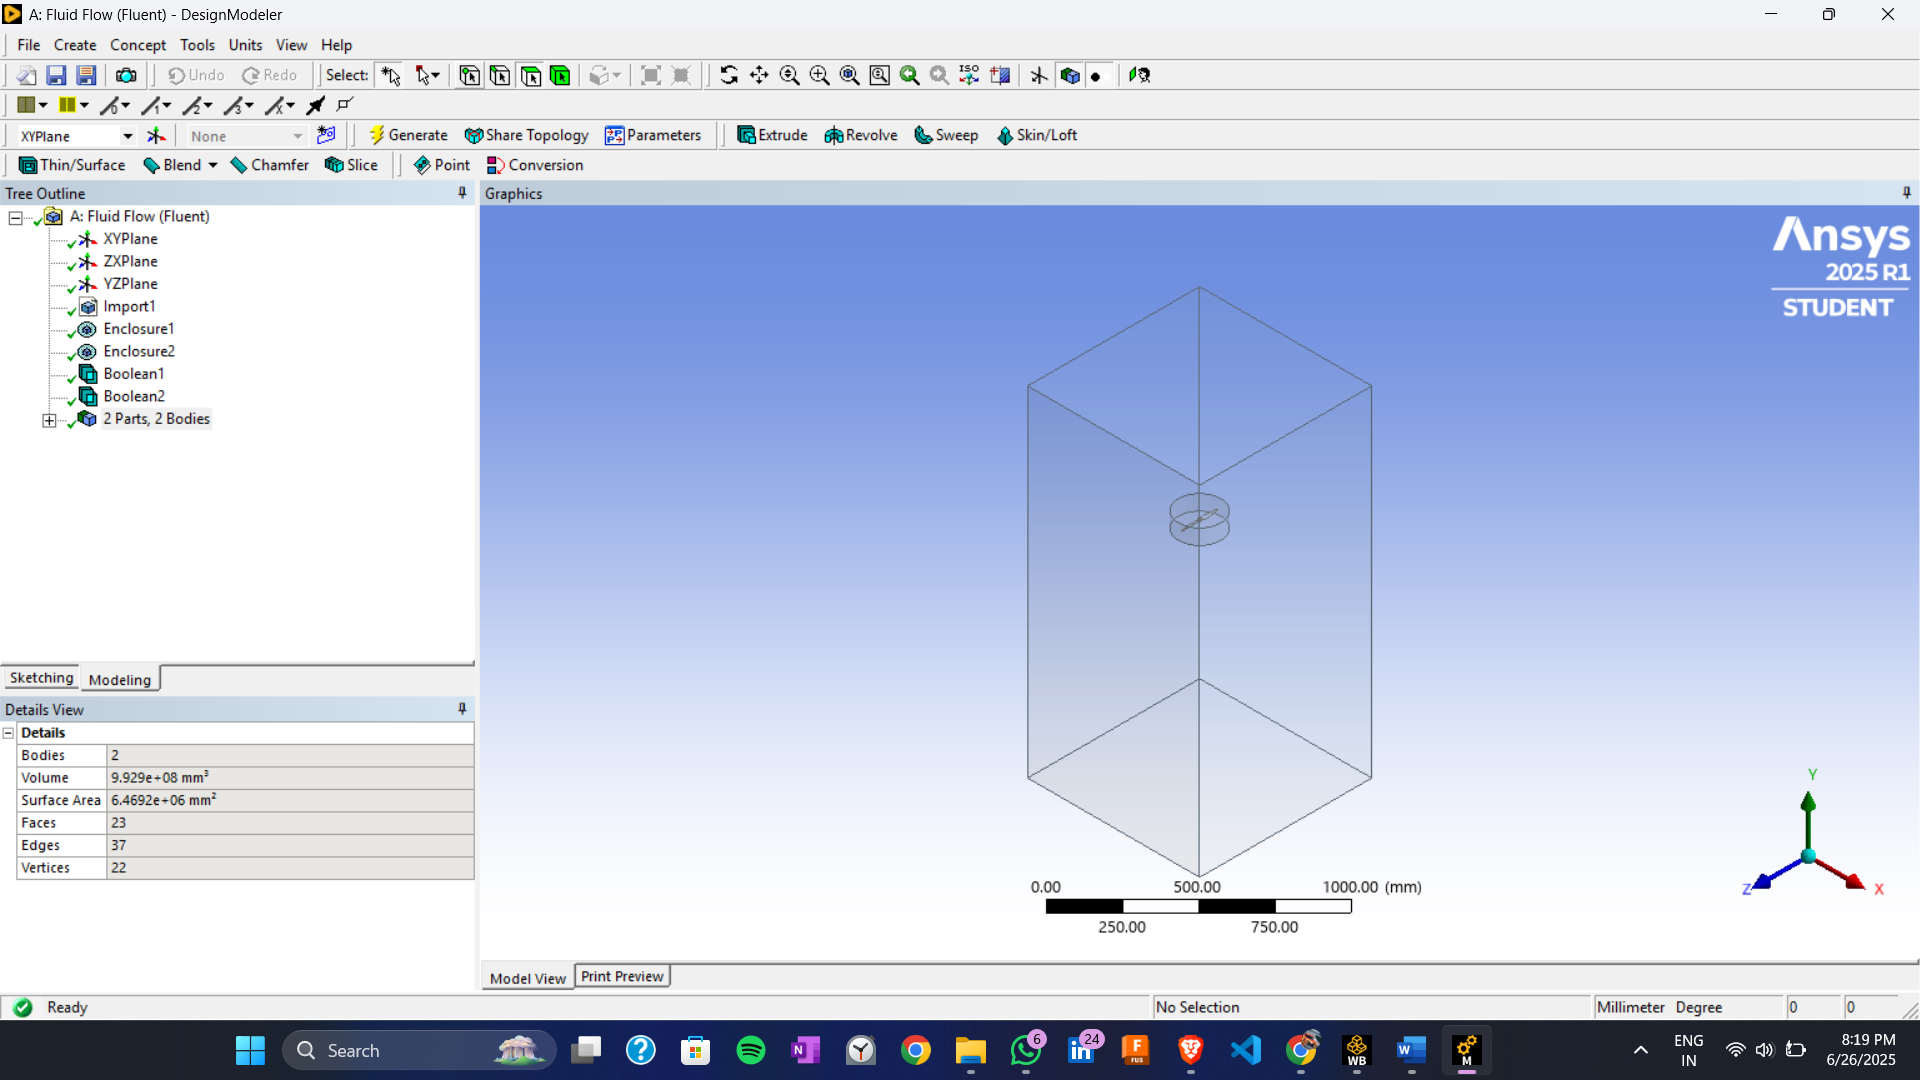 A: Fluid Flow (Fluent) - DesignModeler
File Create Concept Tools Units View Help
Undo Redo Select: ISO
XYPlane None Generate Share Topology Parameters Extrude Revolve Sweep Skin/Loft
Thin/Surface Blend Chamfer Slice Point Conversion
Tree Outline
A: Fluid Flow (Fluent)
XYPlane
ZXPlane
YZPlane
Import1
Enclosure1
Enclosure2
Boolean1
Boolean2
2 Parts, 2 Bodies
Sketching Modeling
Details View
Details
Bodies 2
Volume 9.929e+08 mm³
Surface Area 6.4692e+06 mm²
Faces 23
Edges 37
Vertices 22
Graphics
Ansys
2025 R1
STUDENT
Y
Z X
0.00 500.00 1000.00 (mm)
250.00 750.00
Model View Print Preview
Ready No Selection Millimeter Degree 0 0
Search 6 24 F FUS WB M ENG IN 8:19 PM
6/26/2025